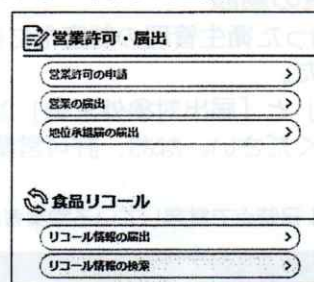 営業許可・届出
営業許可の申請
営業の届出
地位承継届の届出
食品リコール
リコール情報の届出
リコール情報の検索